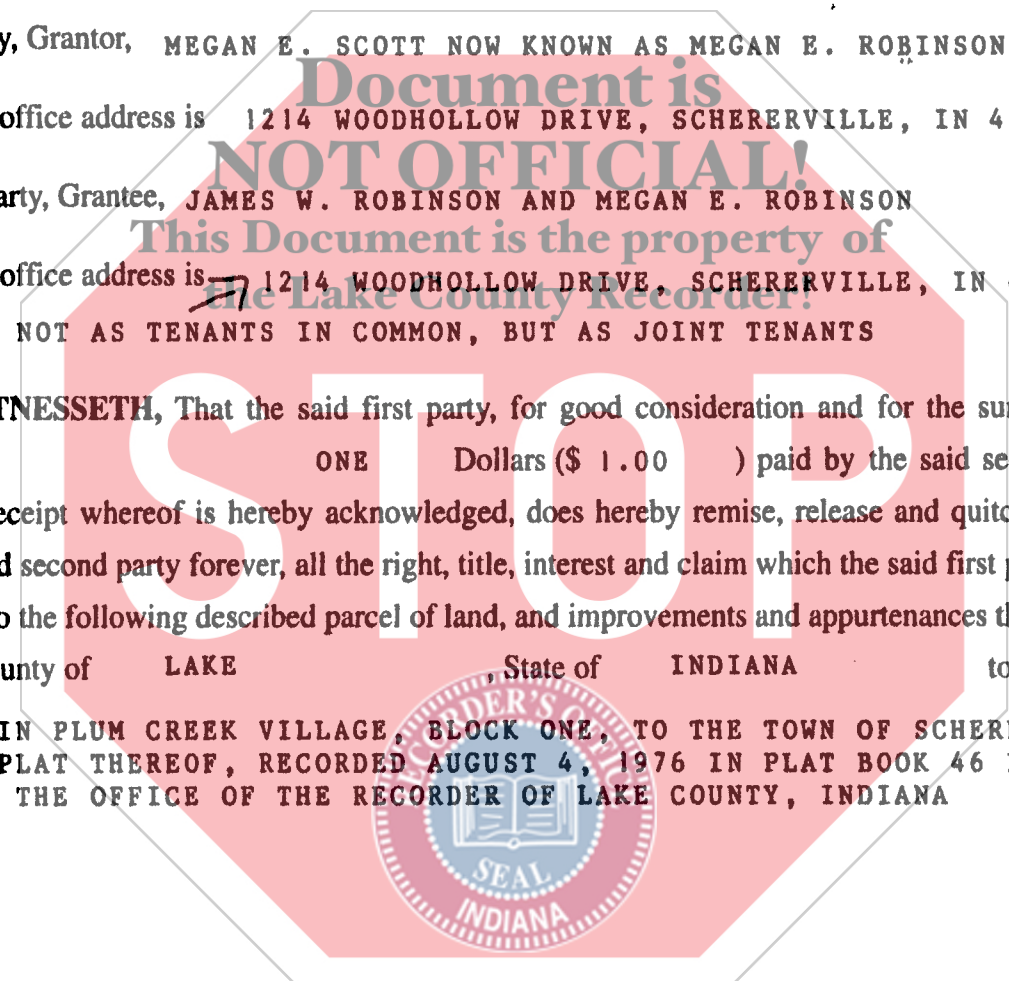 y, Grantor, MEGAN E. SCOTT NOW KNOWN AS MEGAN E. ROBINSON
Document is
office address is 1214 WOODHOLLOW DRIVE, SCHERERVILLE, IN 4
NOT OFFICIAL!
arty, Grantee, JAMES W. ROBINSON AND MEGAN E. ROBINSON
This Document is the property of
office address is 1214 WOODHOLLOW DRIVE, SCHERERVILLE, IN
the Lake County Recorder!
NOT AS TENANTS IN COMMON, BUT AS JOINT TENANTS
STOP
TNESSETH, That the said first party, for good consideration and for the su
ONE Dollars ($ 1.00 ) paid by the said se
eceipt whereof is hereby acknowledged, does hereby remise, release and quitc
d second party forever, all the right, title, interest and claim which the said first
o the following described parcel of land, and improvements and appurtenances t
unty of LAKE , State of INDIANA to
IN PLUM CREEK VILLAGE, BLOCK ONE, TO THE TOWN OF SCHER
PLAT THEREOF, RECORDED AUGUST 4, 1976 IN PLAT BOOK 46
THE OFFICE OF THE RECORDER OF LAKE COUNTY, INDIANA
RECORDER'S OFFICE
SEAL
INDIANA